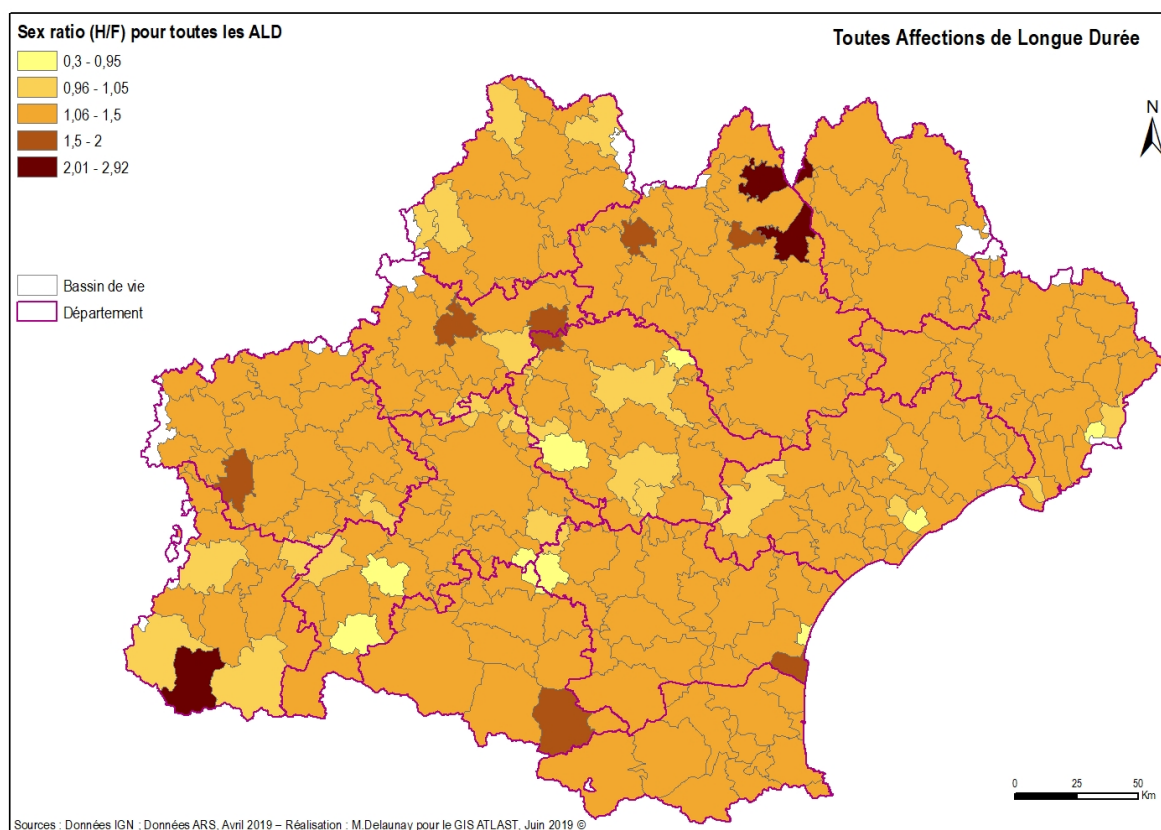 Sex ratio (H/F) pour toutes les ALD
0,3 - 0,95
0,96 - 1,05
1,06 - 1,5
1,5 - 2
2,01 - 2,92
Toutes Affections de Longue Durée
N
Bassin de vie
Département
0 25 50
Km
Sources : Données IGN : Données ARS, Avril 2019 – Réalisation : M.Delaunay pour le GIS ATLAST, Juin 2019 ©